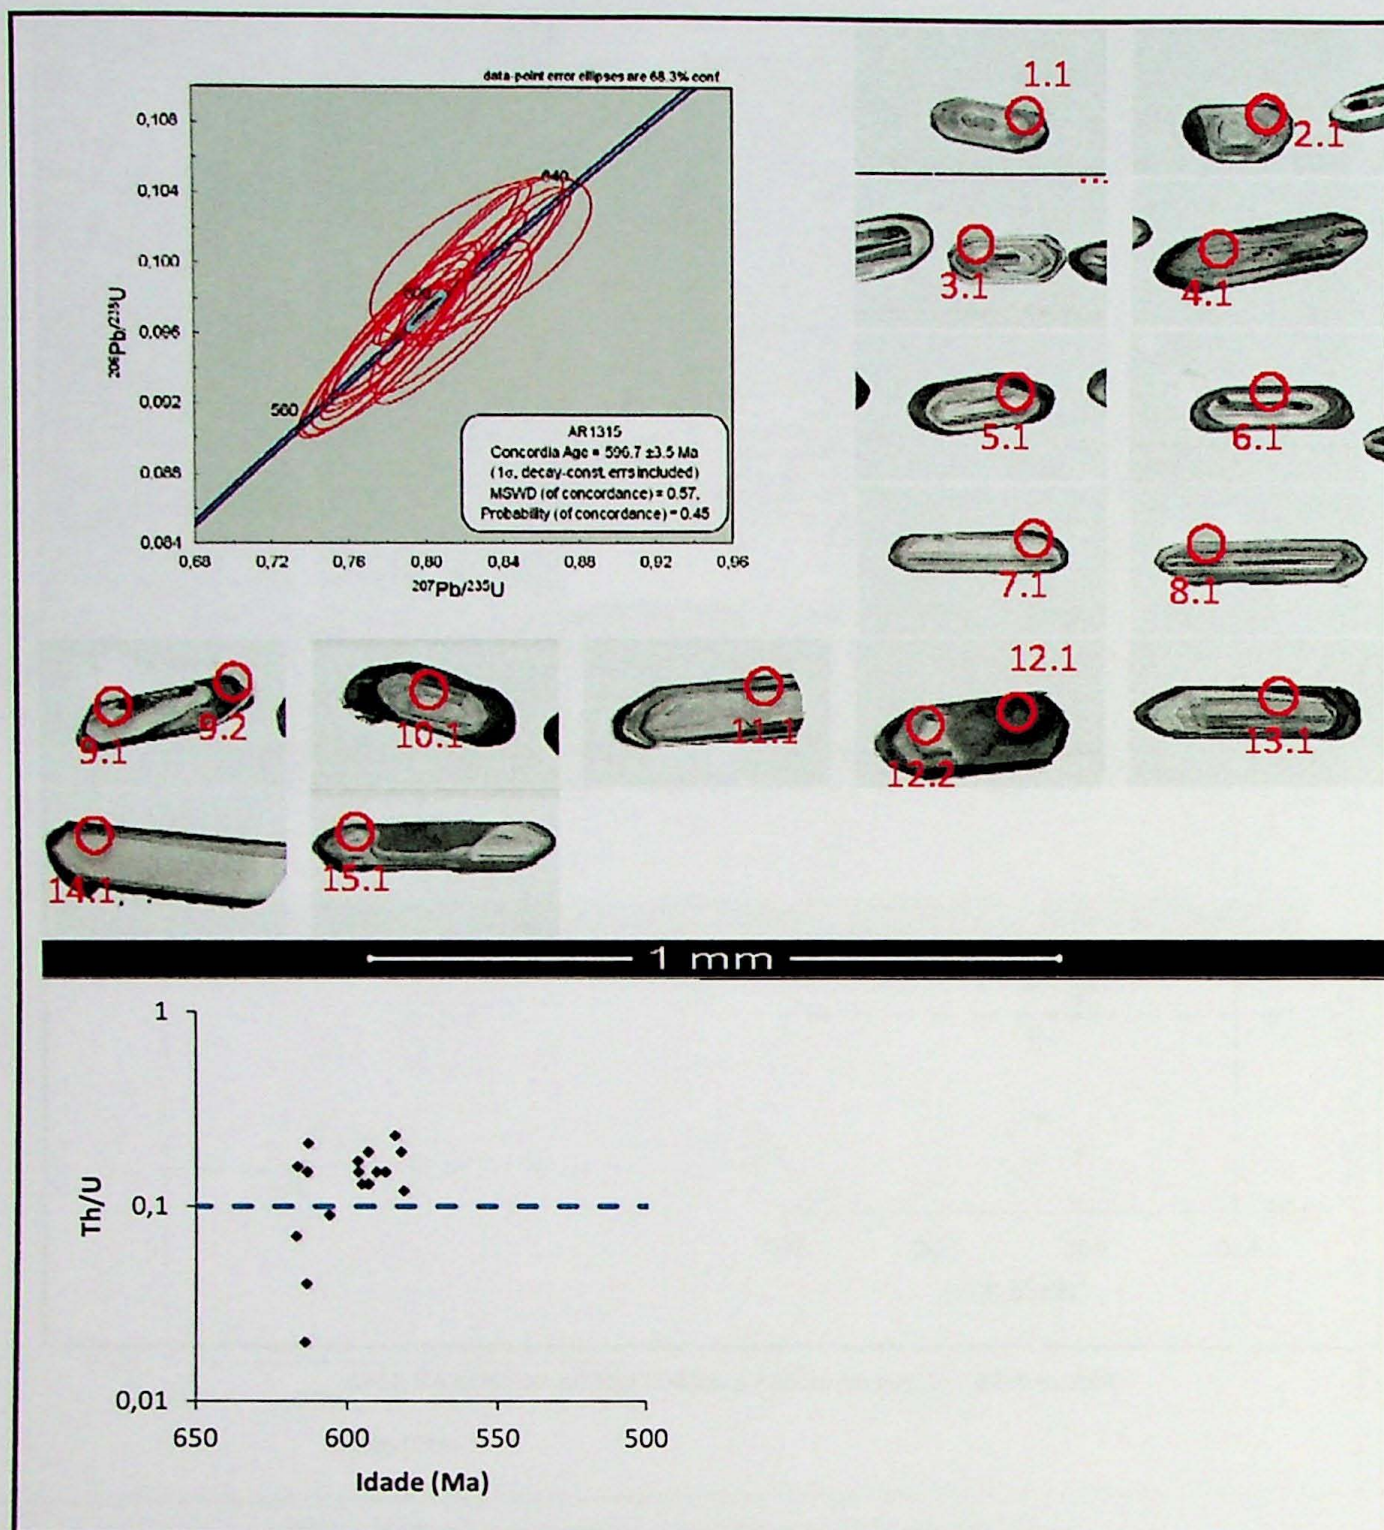 data-point error ellipses are 68.3% conf
0,108
0,104
0,100
0,096
0,092
0,088
0,084
206Pb/238U
640
560
0,68 0,72 0,76 0,80 0,84 0,88 0,92 0,96
207Pb/235U
AR1315
Concordia Age = 596.7 ±3.5 Ma
(1σ, decay-const. errs included)
MSWD (of concordance) = 0.57,
Probability (of concordance) = 0.45
1.1
2.1
...
3.1
4.1
5.1
6.1
7.1
8.1
9.1
9.2
10.1
11.1
12.1
12.2
13.1
14.1
15.1
1 mm
1
0,1
0,01
Th/U
650 600 550 500
Idade (Ma)